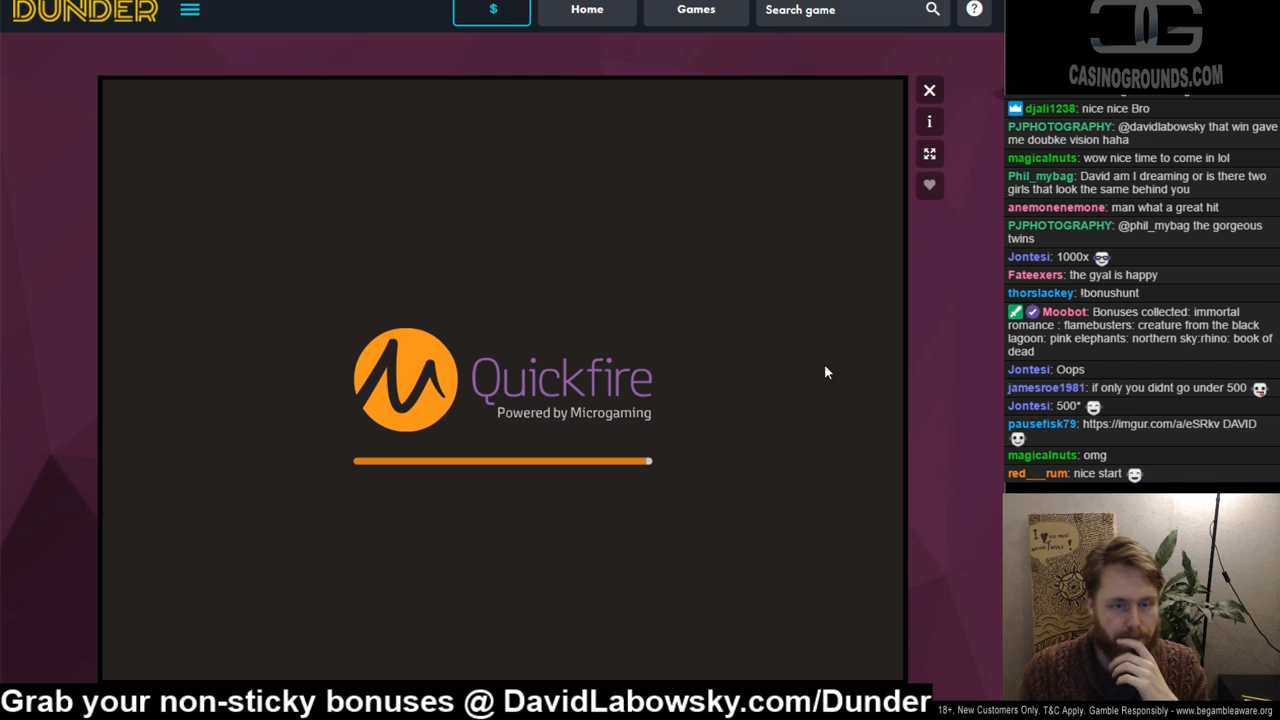 DUNDER
$
Home
Games
Search game
?
CG
CASINOGROUNDS.COM
djali1238: nice nice Bro
PJPHOTOGRAPHY: @davidlabowsky that win gave
me doubke vision haha
magicalnuts: wow nice time to come in lol
Phil_mybag: David am I dreaming or is there two
girls that look the same behind you
anemonenemone: man what a great hit
PJPHOTOGRAPHY: @phil_mybag the gorgeous
twins
Jontesi: 1000x
Fateexers: the gyal is happy
thorslackey: !bonushunt
Moobot: Bonuses collected: immortal
romance : flamebusters: creature from the black
lagoon: pink elephants: northern sky:rhino: book of
dead
Jontesi: Oops
jamesroe1981: if only you didnt go under 500
Jontesi: 500*
pausefisk79: https://imgur.com/a/eSRkv DAVID
magicalnuts: omg
red___rum: nice start
i
Quickfire
Powered by Microgaming
Grab your non-sticky bonuses @ DavidLabowsky.com/Dunder
18+, New Customers Only, T&C Apply, Gamble Responsibly - www.begambleaware.org